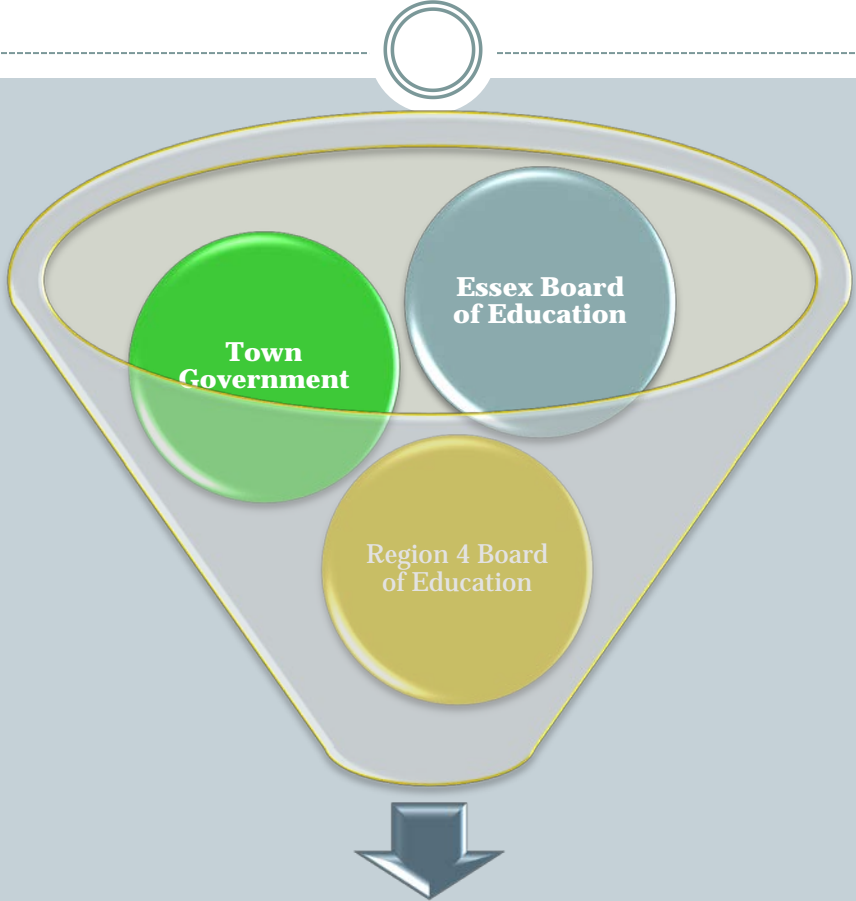 Essex Board
of Education
Town
Government
Region 4 Board
of Education